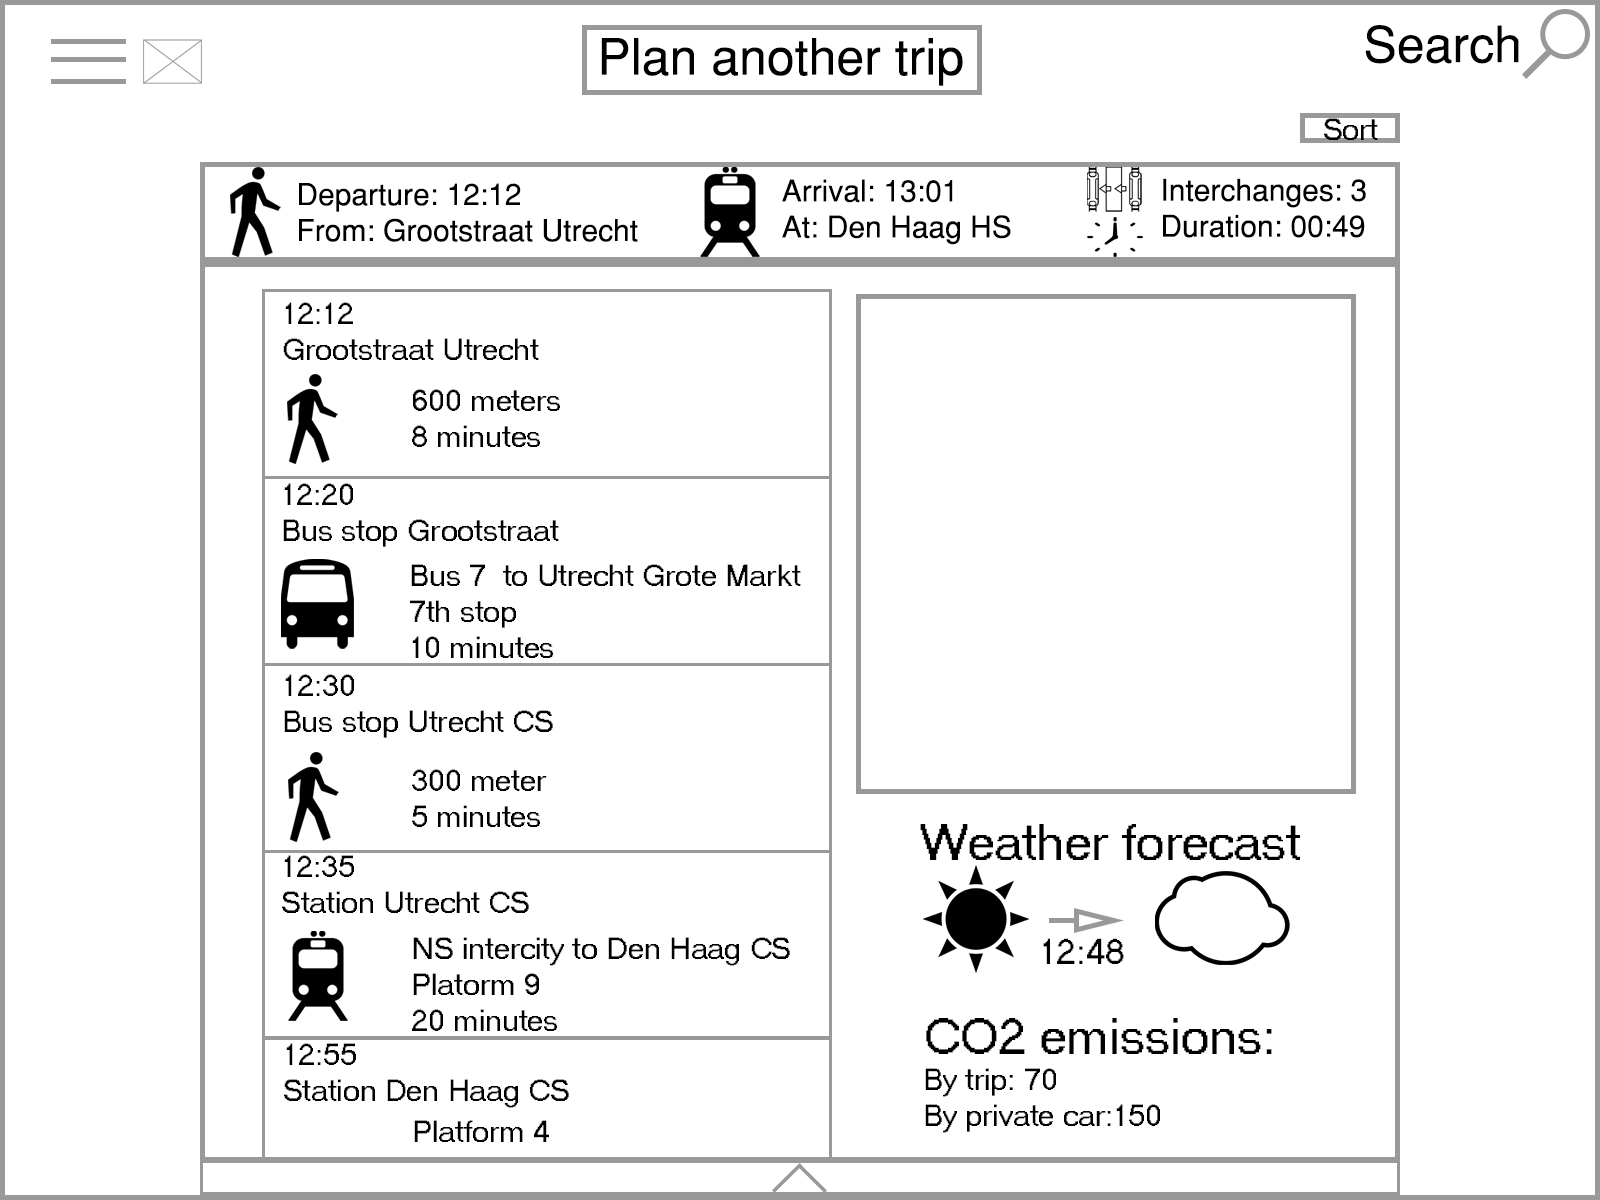 Plan another trip
Search
Sort
Departure: 12:12
From: Grootstraat Utrecht
Arrival: 13:01
At: Den Haag HS
Interchanges: 3
Duration: 00:49
12:12
Grootstraat Utrecht
600 meters
8 minutes
12:20
Bus stop Grootstraat
Bus 7 to Utrecht Grote Markt
7th stop
10 minutes
12:30
Bus stop Utrecht CS
300 meter
5 minutes
12:35
Station Utrecht CS
NS intercity to Den Haag CS
Platorm 9
20 minutes
12:55
Station Den Haag CS
Platform 4
Weather forecast
12:48
CO2 emissions:
By trip: 70
By private car:150